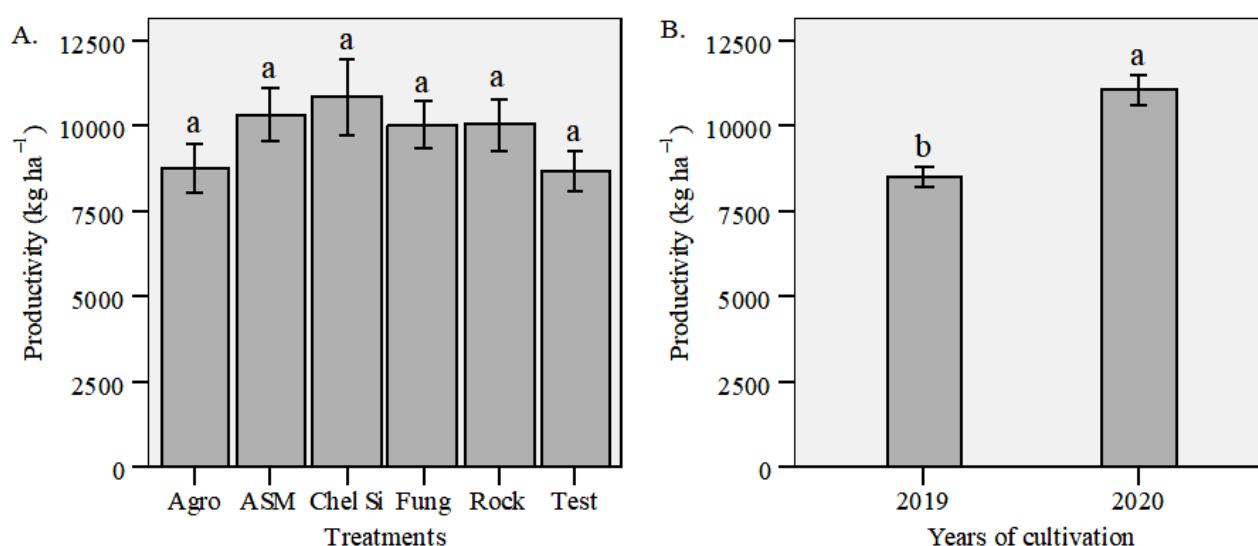 A.
Productivity (kg ha⁻¹)
12500
10000
7500
5000
2500
0
a
a
a
a
a
a
Agro ASM Chel Si Fung Rock Test
Treatments
B.
Productivity (kg ha⁻¹)
12500
10000
7500
5000
2500
0
b
a
2019 2020
Years of cultivation